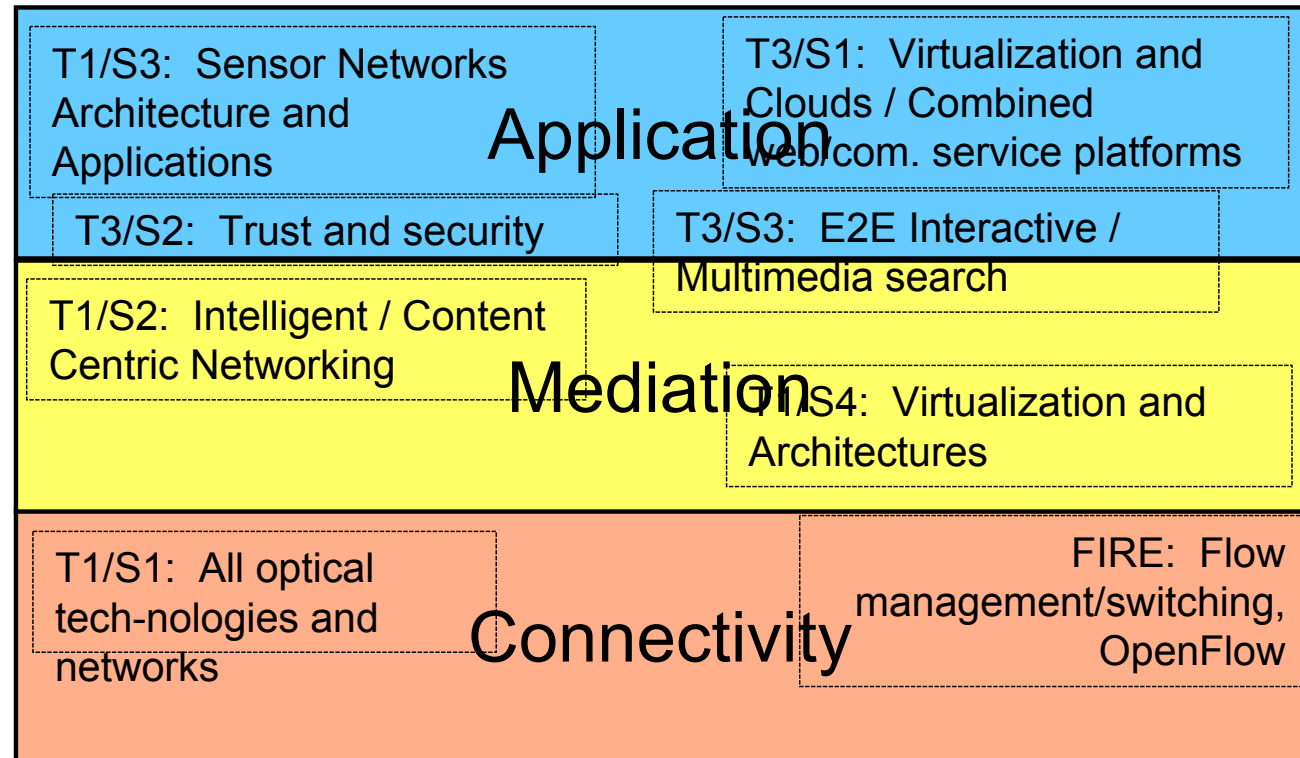 T1/S3: Sensor Networks
Architecture and
Applications
T3/S1: Virtualization and
Clouds / Combined
web/com. service platforms
Application
T3/S2: Trust and security
T3/S3: E2E Interactive /
Multimedia search
T1/S2: Intelligent / Content
Centric Networking
Mediation
T1/S4: Virtualization and
Architectures
T1/S1: All optical
tech-nologies and
networks
Connectivity
FIRE: Flow
management/switching,
OpenFlow